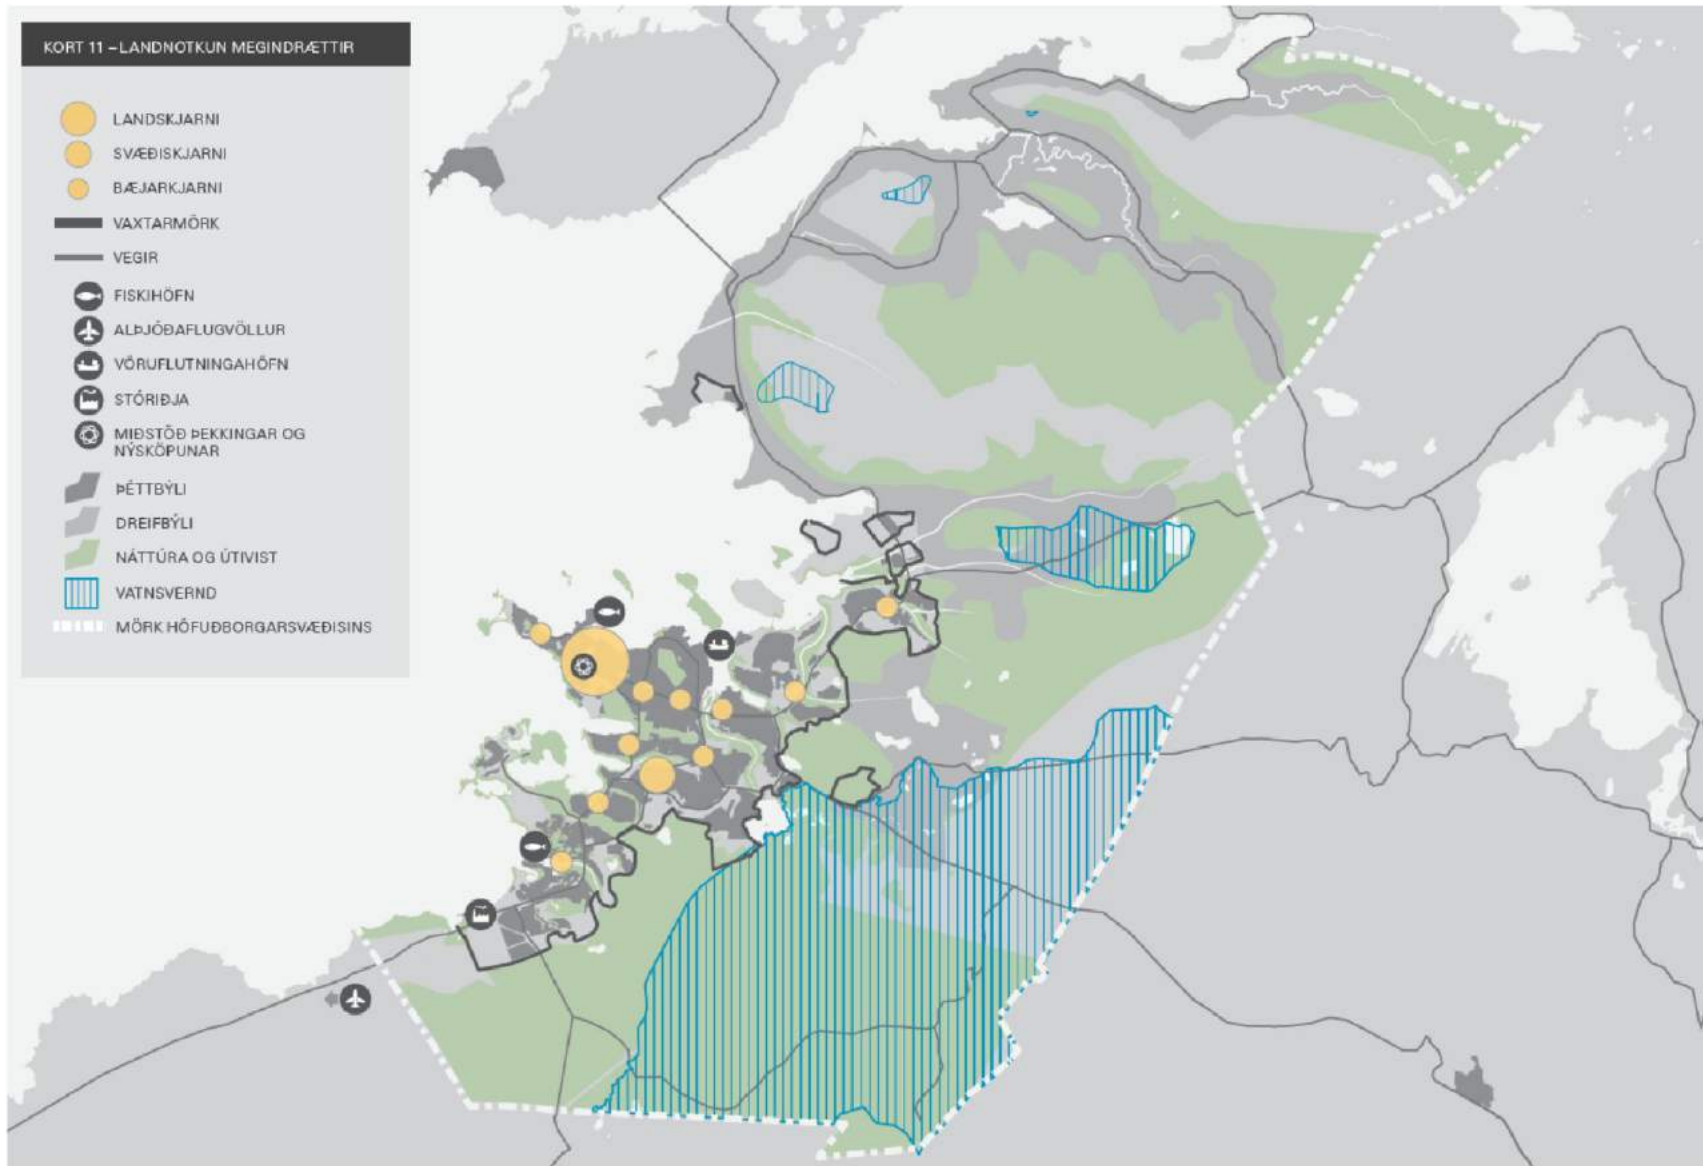 KORT 11 – LANDNOTKUN MEGINDRÆTTIR
LANDSKJARNI
SVÆÐISKJARNI
BÆJARKJARNI
VAXTARMÖRK
VEGIR
FISKIHÖFN
ALÞJÓÐAFLUGVÖLLUR
VÖRUFLUTNINGAHÖFN
STÓRIÐJA
MIÐSTÖÐ ÞEKKINGAR OG
NÝSKÖPUNAR
ÞÉTTBÝLI
DREIFBÝLI
NÁTTÚRA OG ÚTIVIST
VATNSVERND
MÖRK HÖFUÐBORGARSVÆÐISINS